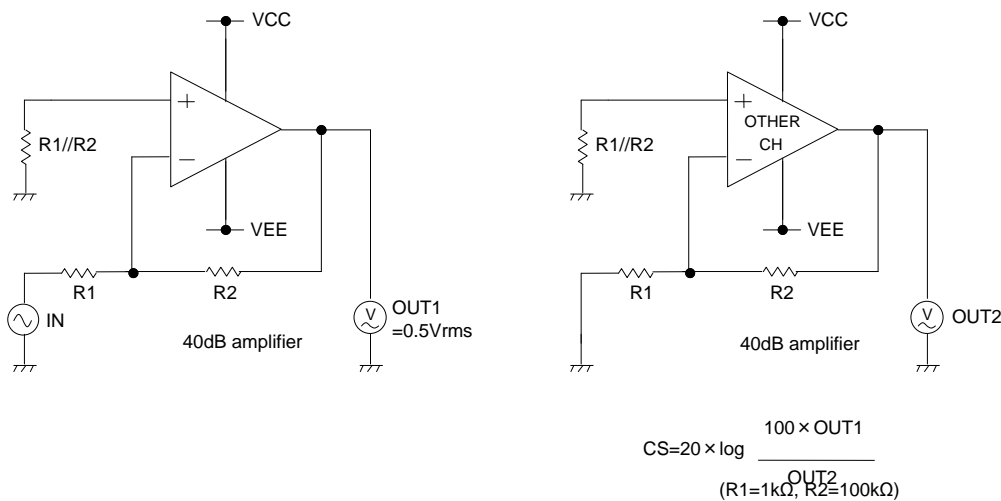 VCC
+
R1//R2
−
VEE
R1
R2
IN
OUT1
=0.5Vrms
V
40dB amplifier
VCC
+
OTHER
CH
R1//R2
−
VEE
R1
R2
V
OUT2
40dB amplifier
100×OUT1
CS=20×log
OUT2
(R1=1kΩ, R2=100kΩ)